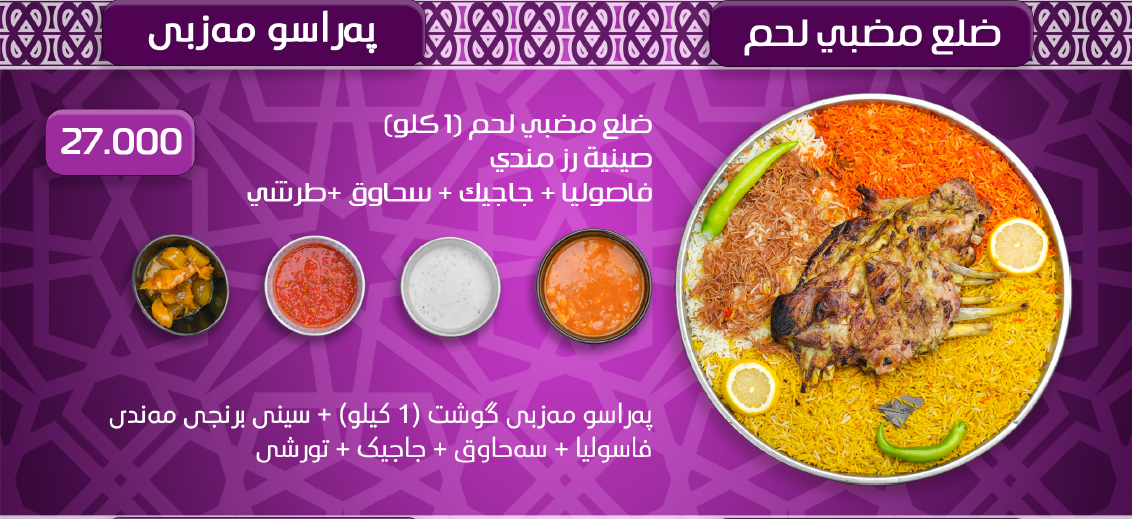 ضلع مضبي لحم
پەراسو مەزبی
27.000
ضلع مضبي لحم (1 كلو)
صينية رز مندي
فاصوليا + جاجيك + سحاوق +طرشي
پەراسو مەزبی گوشت (1 کیلو) + سینی برنجی مەندی
فاسولیا + سەحاوق + جاجیک + تورشی